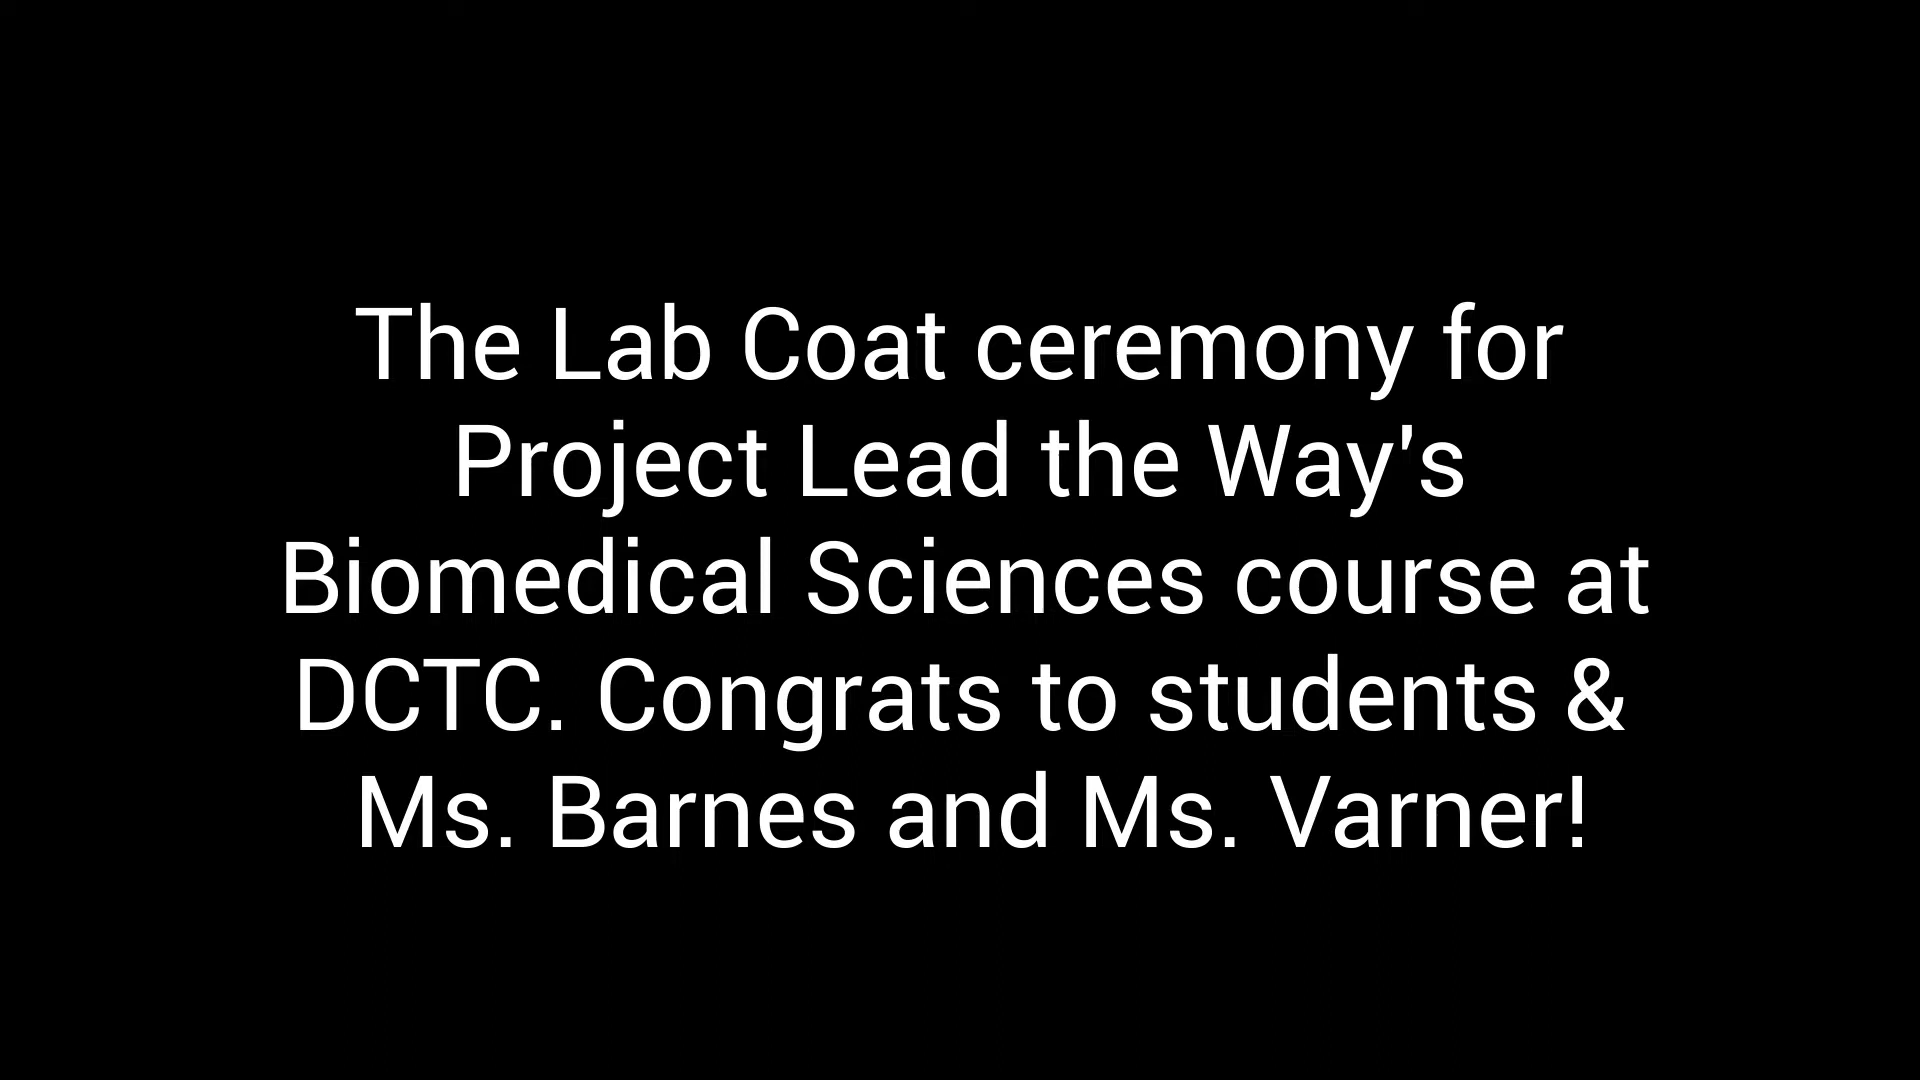 The Lab Coat ceremony for
Project Lead the Way's
Biomedical Sciences course at
DCTC. Congrats to students &
Ms. Barnes and Ms. Varner!